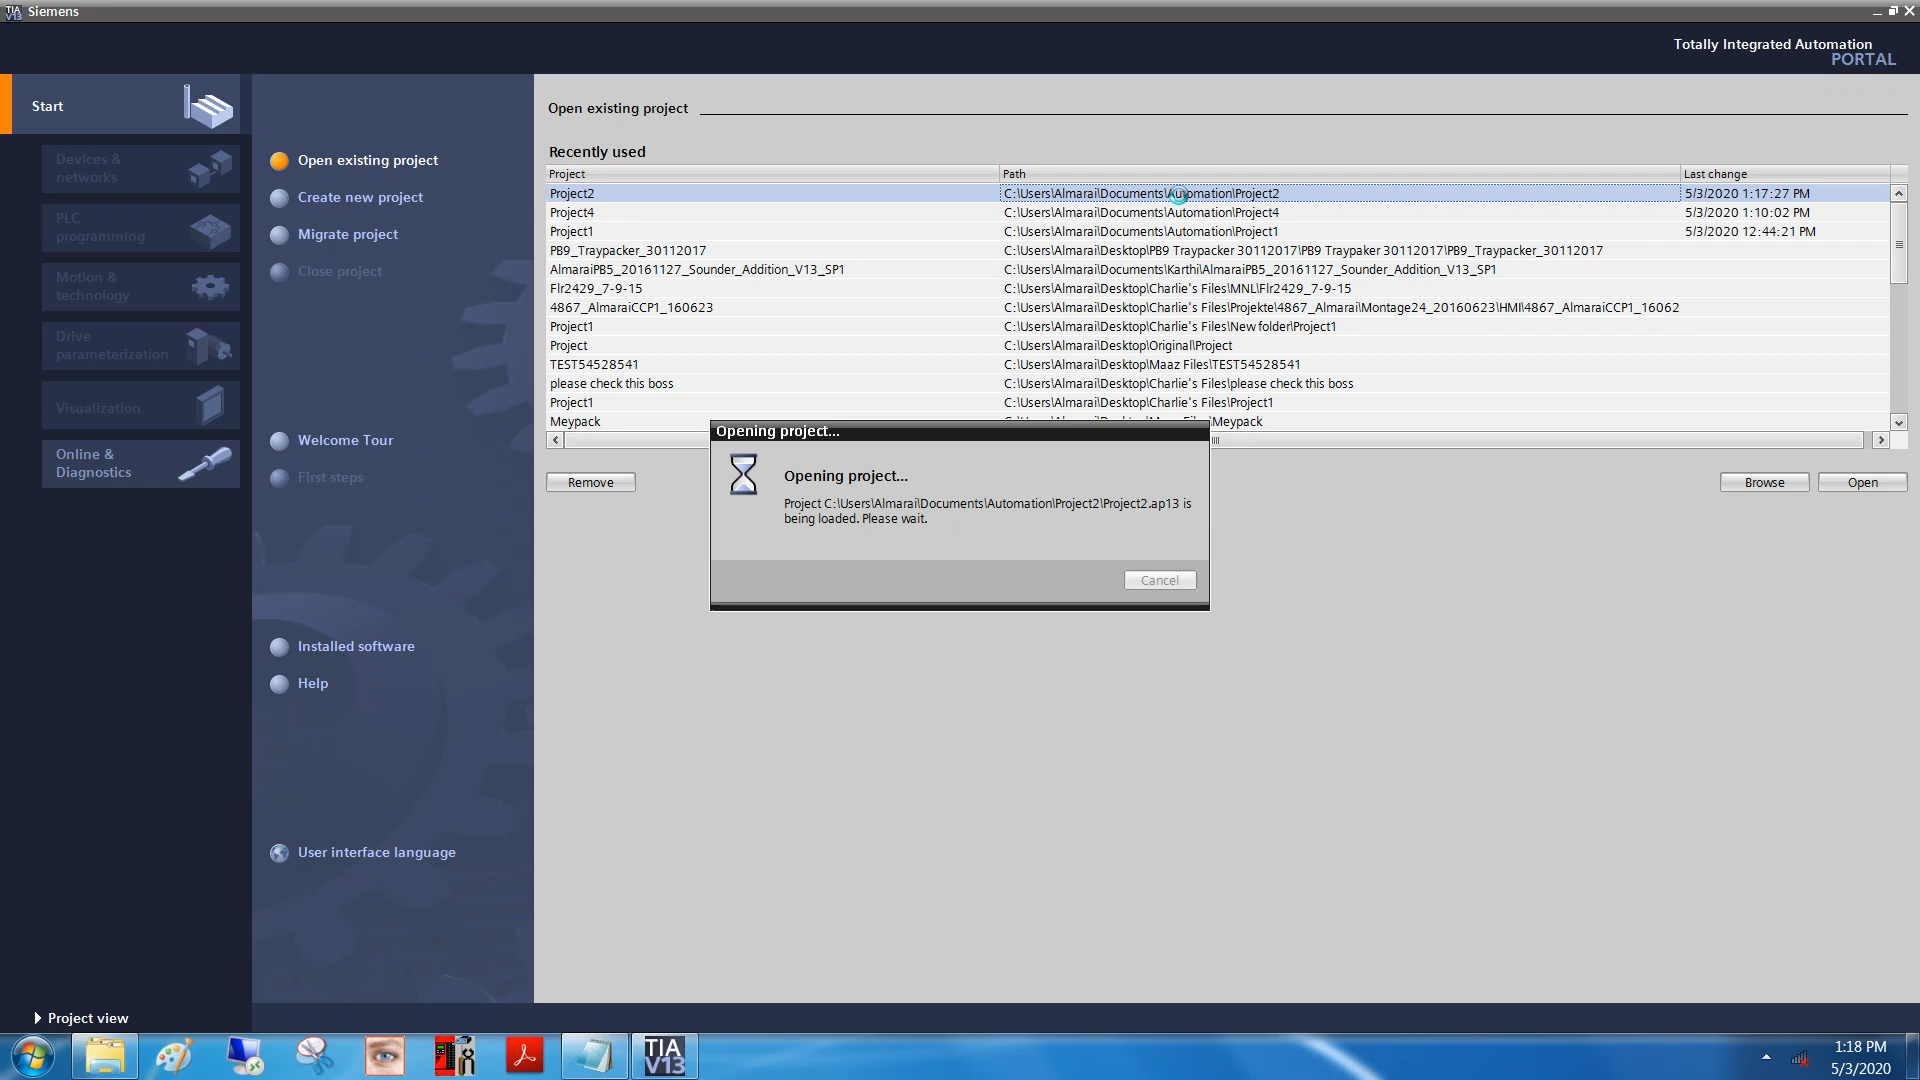 TIA V13 Siemens
Totally Integrated Automation
PORTAL
Start
Devices &
networks
PLC
programming
Motion &
technology
Drive
parameterization
Visualization
Online &
Diagnostics
Project view
Open existing project
Create new project
Migrate project
Close project
Welcome Tour
First steps
Installed software
Help
User interface language
Open existing project
Recently used
Project Path Last change
Project2 C:\Users\Almarai\Documents\Automation\Project2 5/3/2020 1:17:27 PM
Project4 C:\Users\Almarai\Documents\Automation\Project4 5/3/2020 1:10:02 PM
Project1 C:\Users\Almarai\Documents\Automation\Project1 5/3/2020 12:44:21 PM
PB9_Traypacker_30112017 C:\Users\Almarai\Desktop\PB9 Traypacker 30112017\PB9 Traypaker 30112017\PB9_Traypacker_30112017
AlmaraiPB5_20161127_Sounder_Addition_V13_SP1 C:\Users\Almarai\Documents\Karthi\AlmaraiPB5_20161127_Sounder_Addition_V13_SP1
Flr2429_7-9-15 C:\Users\Almarai\Desktop\Charlie's Files\MNL\Flr2429_7-9-15
4867_AlmaraiCCP1_160623 C:\Users\Almarai\Desktop\Charlie's Files\Projekte\4867_Almarai\Montage24_20160623\HMI\4867_AlmaraiCCP1_16062
Project1 C:\Users\Almarai\Desktop\Charlie's Files\New folder\Project1
Project C:\Users\Almarai\Desktop\Original\Project
TEST54528541 C:\Users\Almarai\Desktop\Maaz Files\TEST54528541
please check this boss C:\Users\Almarai\Desktop\Charlie's Files\please check this boss
Project1 C:\Users\Almarai\Desktop\Charlie's Files\Project1
Meypack C:\Users\Almarai\Desktop\Maaz Files\Meypack
Remove Browse Open
Opening project...
Opening project...
Project C:\Users\Almarai\Documents\Automation\Project2\Project2.ap13 is
being loaded. Please wait.
Cancel
TIA
V13
1:18 PM
5/3/2020